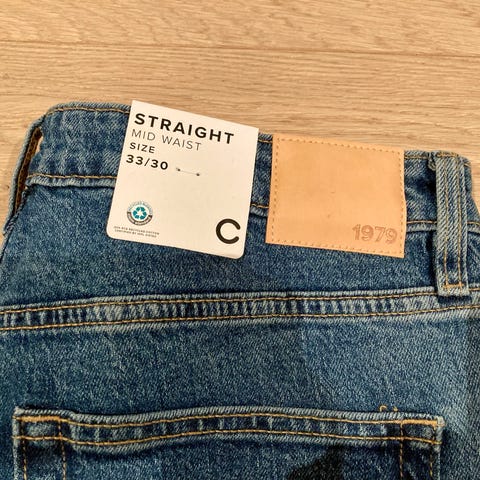 STRAIGHT
MID WAIST
SIZE
33/30
C
1979